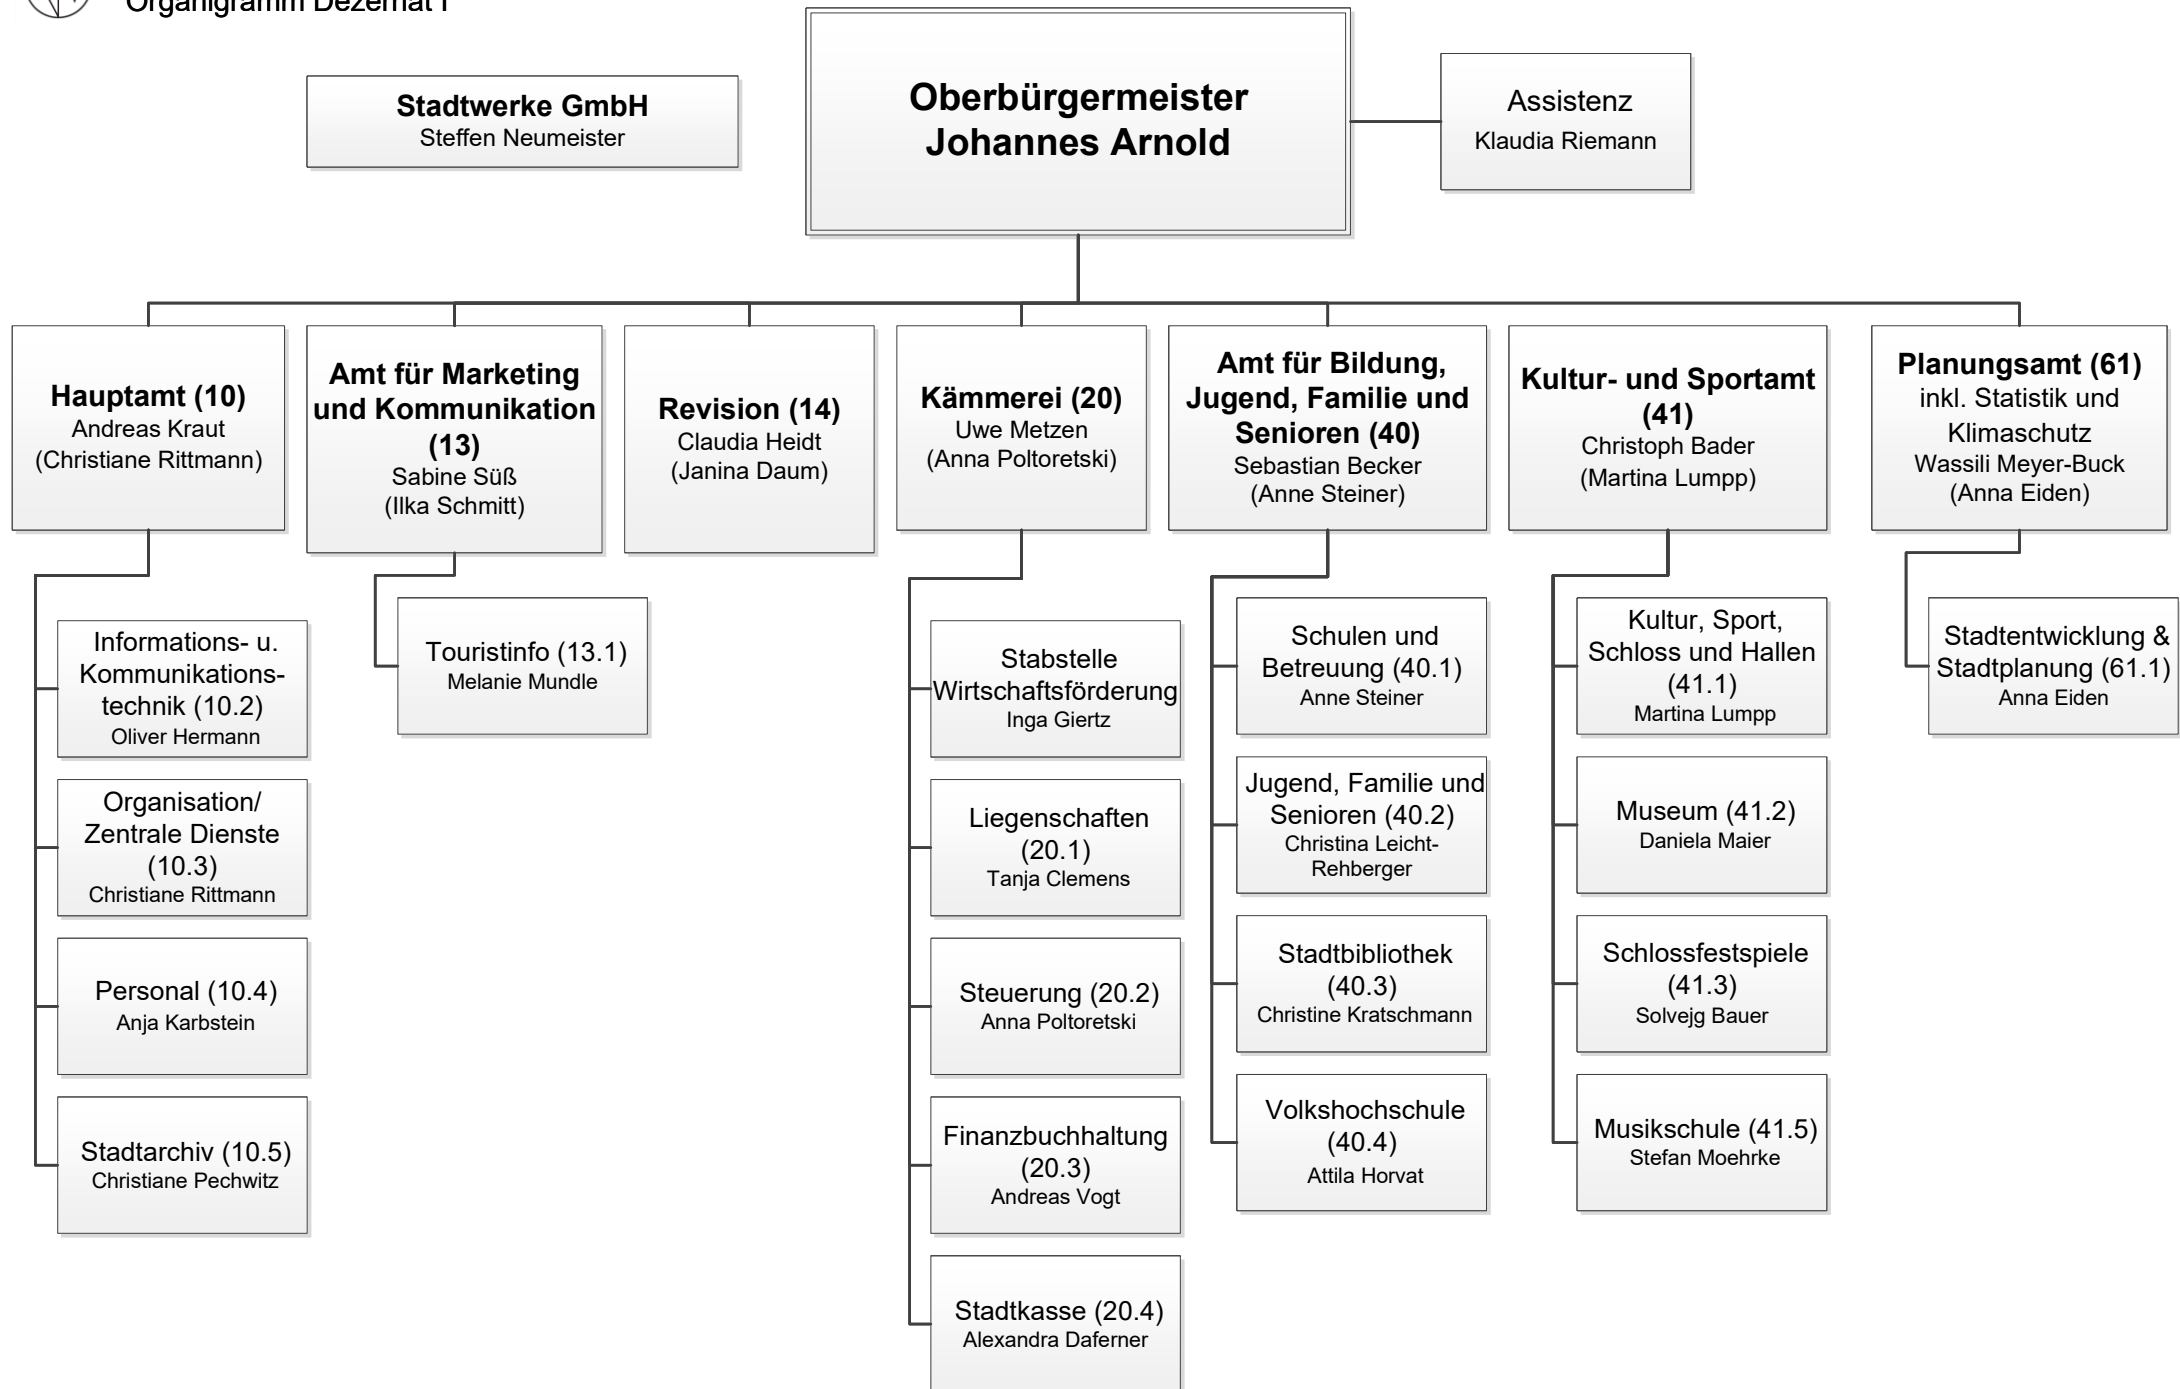 Organigramm Dezernat I
Stadtwerke GmbH
Steffen Neumeister
Oberbürgermeister
Johannes Arnold
Assistenz
Klaudia Riemann
Hauptamt (10)
Andreas Kraut
(Christiane Rittmann)
Amt für Marketing
und Kommunikation
(13)
Sabine Süß
(Ilka Schmitt)
Revision (14)
Claudia Heidt
(Janina Daum)
Kämmerei (20)
Uwe Metzen
(Anna Poltoretski)
Amt für Bildung,
Jugend, Familie und
Senioren (40)
Sebastian Becker
(Anne Steiner)
Kultur- und Sportamt
(41)
Christoph Bader
(Martina Lumpp)
Planungsamt (61)
inkl. Statistik und
Klimaschutz
Wassili Meyer-Buck
(Anna Eiden)
Informations- u.
Kommunikations-
technik (10.2)
Oliver Hermann
Organisation/
Zentrale Dienste
(10.3)
Christiane Rittmann
Personal (10.4)
Anja Karbstein
Stadtarchiv (10.5)
Christiane Pechwitz
Touristinfo (13.1)
Melanie Mundle
Stabstelle
Wirtschaftsförderung
Inga Giertz
Liegenschaften
(20.1)
Tanja Clemens
Steuerung (20.2)
Anna Poltoretski
Finanzbuchhaltung
(20.3)
Andreas Vogt
Stadtkasse (20.4)
Alexandra Daferner
Schulen und
Betreuung (40.1)
Anne Steiner
Jugend, Familie und
Senioren (40.2)
Christina Leicht-
Rehberger
Stadtbibliothek
(40.3)
Christine Kratschmann
Volkshochschule
(40.4)
Attila Horvat
Kultur, Sport,
Schloss und Hallen
(41.1)
Martina Lumpp
Museum (41.2)
Daniela Maier
Schlossfestspiele
(41.3)
Solvejg Bauer
Musikschule (41.5)
Stefan Moehrke
Stadtentwicklung &
Stadtplanung (61.1)
Anna Eiden